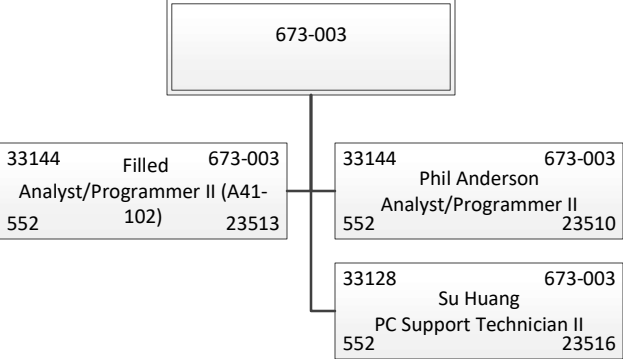 673-003
33144 Filled 673-003
Analyst/Programmer II (A41-
102)
552 23513
33144 673-003
Phil Anderson
Analyst/Programmer II
552 23510
33128 673-003
Su Huang
PC Support Technician II
552 23516